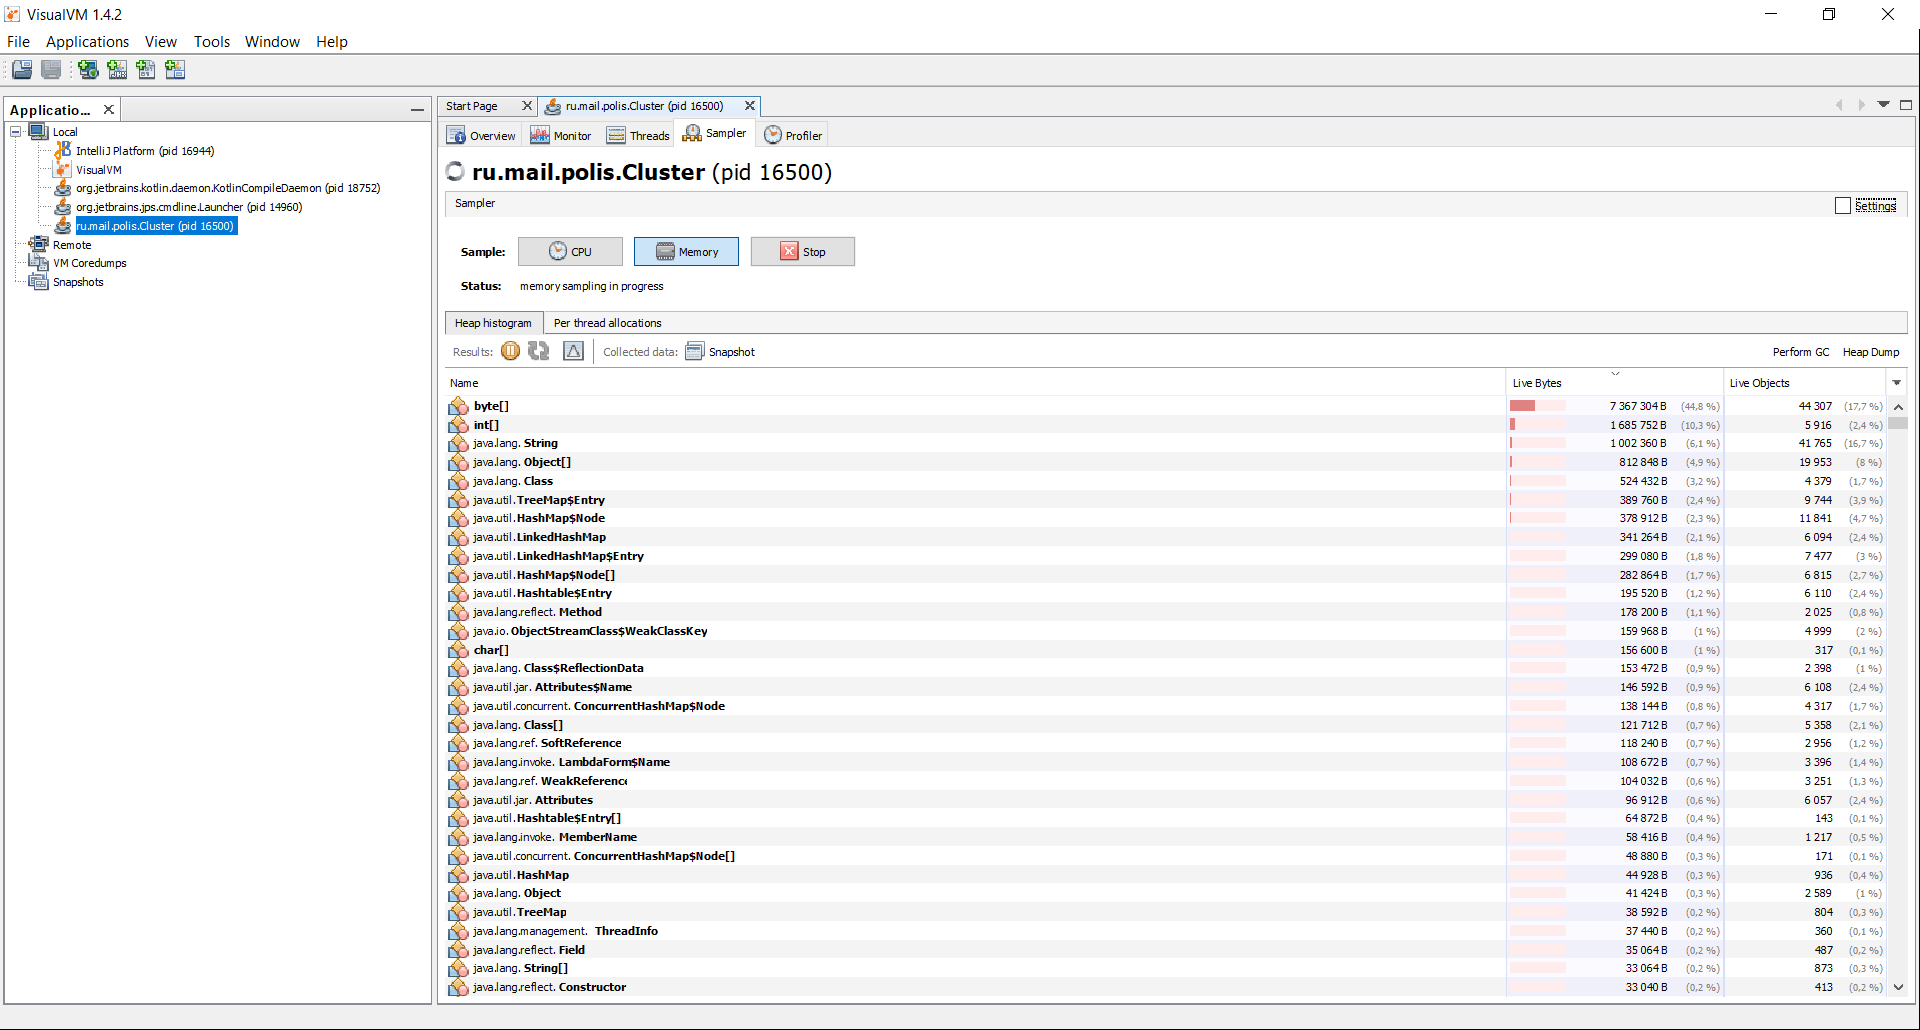 VisualVM 1.4.2
File Applications View Tools Window Help
Applicatio...
Local
IntelliJ Platform (pid 16944)
VisualVM
org.jetbrains.kotlin.daemon.KotlinCompileDaemon (pid 18752)
org.jetbrains.jps.cmdline.Launcher (pid 14960)
ru.mail.polis.Cluster (pid 16500)
Remote
VM Coredumps
Snapshots
Start Page ru.mail.polis.Cluster (pid 16500)
Overview Monitor Threads Sampler Profiler
ru.mail.polis.Cluster (pid 16500)
Sampler Settings
Sample: CPU Memory Stop
Status: memory sampling in progress
Heap histogram Per thread allocations
Results: Collected data: Snapshot Perform GC Heap Dump
Name Live Bytes Live Objects
byte[] 7 367 304 B (44,8 %) 44 307 (17,7 %)
int[] 1 685 752 B (10,3 %) 5 916 (2,4 %)
java.lang.String 1 002 360 B (6,1 %) 41 765 (16,7 %)
java.lang.Object[] 812 848 B (4,9 %) 19 953 (8 %)
java.lang.Class 524 432 B (3,2 %) 4 379 (1,7 %)
java.util.TreeMap$Entry 389 760 B (2,4 %) 9 744 (3,9 %)
java.util.HashMap$Node 378 912 B (2,3 %) 11 841 (4,7 %)
java.util.LinkedHashMap 341 264 B (2,1 %) 6 094 (2,4 %)
java.util.LinkedHashMap$Entry 299 080 B (1,8 %) 7 477 (3 %)
java.util.HashMap$Node[] 282 864 B (1,7 %) 6 815 (2,7 %)
java.util.Hashtable$Entry 195 520 B (1,2 %) 6 110 (2,4 %)
java.lang.reflect.Method 178 200 B (1,1 %) 2 025 (0,8 %)
java.io.ObjectStreamClass$WeakClassKey 159 968 B (1 %) 4 999 (2 %)
char[] 156 600 B (1 %) 317 (0,1 %)
java.lang.Class$ReflectionData 153 472 B (0,9 %) 2 398 (1 %)
java.util.jar.Attributes$Name 146 592 B (0,9 %) 6 108 (2,4 %)
java.util.concurrent.ConcurrentHashMap$Node 138 144 B (0,8 %) 4 317 (1,7 %)
java.lang.Class[] 121 712 B (0,7 %) 5 358 (2,1 %)
java.lang.ref.SoftReference 118 240 B (0,7 %) 2 956 (1,2 %)
java.lang.invoke.LambdaForm$Name 108 672 B (0,7 %) 3 396 (1,4 %)
java.lang.ref.WeakReference 104 032 B (0,6 %) 3 251 (1,3 %)
java.util.jar.Attributes 96 912 B (0,6 %) 6 057 (2,4 %)
java.util.Hashtable$Entry[] 64 872 B (0,4 %) 143 (0,1 %)
java.lang.invoke.MemberName 58 416 B (0,4 %) 1 217 (0,5 %)
java.util.concurrent.ConcurrentHashMap$Node[] 48 880 B (0,3 %) 171 (0,1 %)
java.util.HashMap 44 928 B (0,3 %) 936 (0,4 %)
java.lang.Object 41 424 B (0,3 %) 2 589 (1 %)
java.util.TreeMap 38 592 B (0,2 %) 804 (0,3 %)
java.lang.management.ThreadInfo 37 440 B (0,2 %) 360 (0,1 %)
java.lang.reflect.Field 35 064 B (0,2 %) 487 (0,2 %)
java.lang.String[] 33 064 B (0,2 %) 873 (0,3 %)
java.lang.reflect.Constructor 33 040 B (0,2 %) 413 (0,2 %)